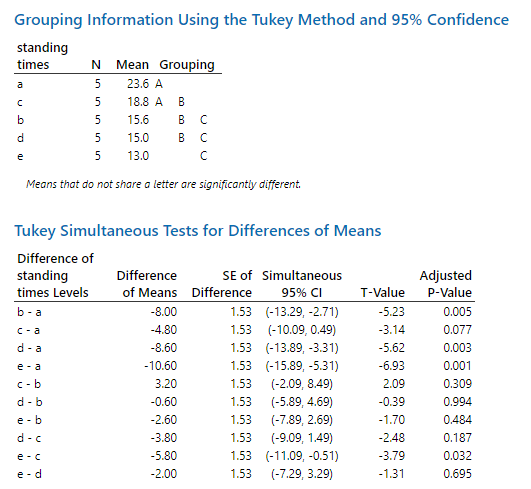 Grouping Information Using the Tukey Method and 95% Confidence
standing
times N Mean Grouping
a 5 23.6 A
c 5 18.8 A B
b 5 15.6 B C
d 5 15.0 B C
e 5 13.0 C
Means that do not share a letter are significantly different.
Tukey Simultaneous Tests for Differences of Means
Difference of
standing Difference SE of Simultaneous Adjusted
times Levels of Means Difference 95% CI T-Value P-Value
b - a -8.00 1.53 (-13.29, -2.71) -5.23 0.005
c - a -4.80 1.53 (-10.09, 0.49) -3.14 0.077
d - a -8.60 1.53 (-13.89, -3.31) -5.62 0.003
e - a -10.60 1.53 (-15.89, -5.31) -6.93 0.001
c - b 3.20 1.53 (-2.09, 8.49) 2.09 0.309
d - b -0.60 1.53 (-5.89, 4.69) -0.39 0.994
e - b -2.60 1.53 (-7.89, 2.69) -1.70 0.484
d - c -3.80 1.53 (-9.09, 1.49) -2.48 0.187
e - c -5.80 1.53 (-11.09, -0.51) -3.79 0.032
e - d -2.00 1.53 (-7.29, 3.29) -1.31 0.695